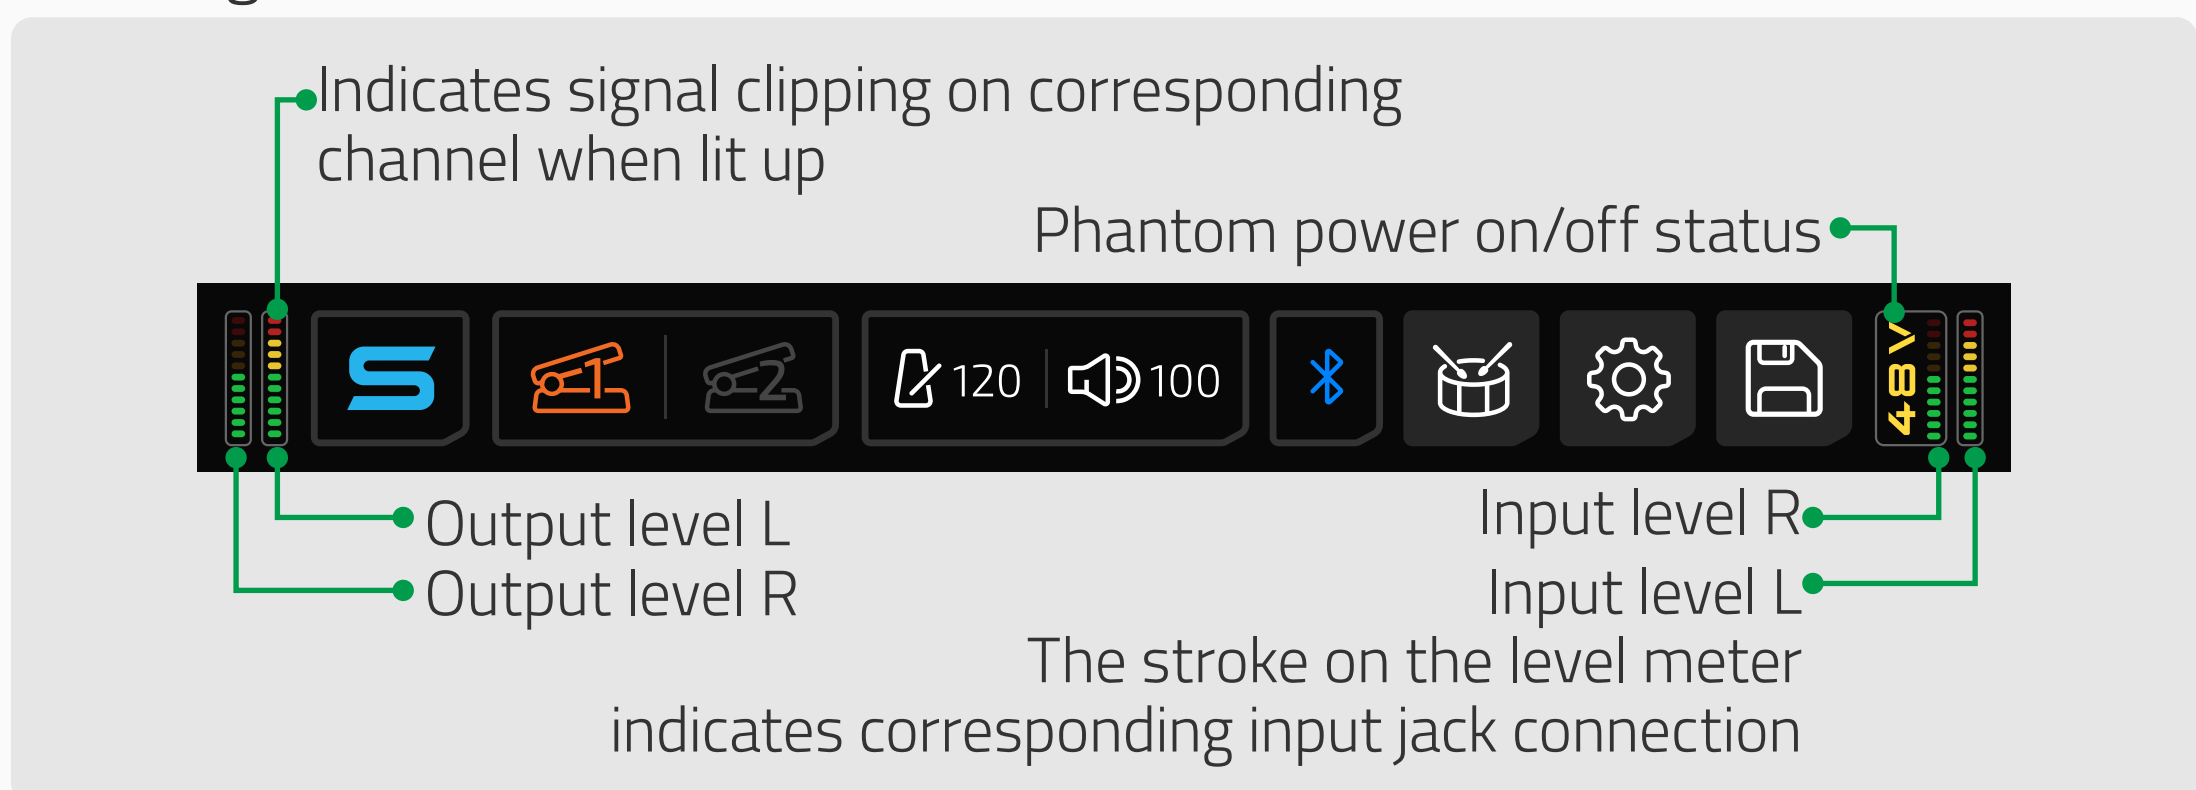 Indicates signal clipping on corresponding
channel when lit up
Phantom power on/off status
S 1 2 120 100 48V
Output level L
Output level R
Input level R
Input level L
The stroke on the level meter
indicates corresponding input jack connection